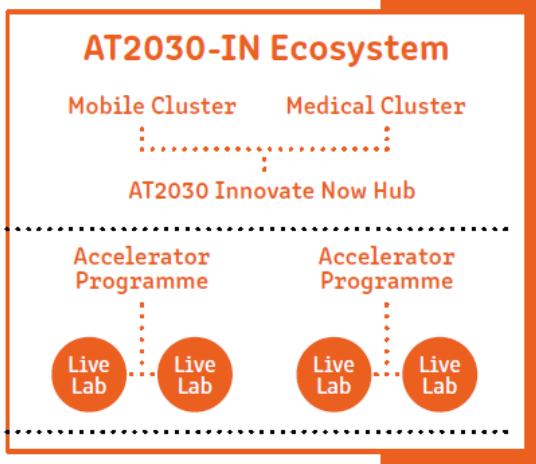 AT2030-IN Ecosystem
Mobile Cluster Medical Cluster
AT2030 Innovate Now Hub
Accelerator
Programme
Accelerator
Programme
Live
Lab
Live
Lab
Live
Lab
Live
Lab